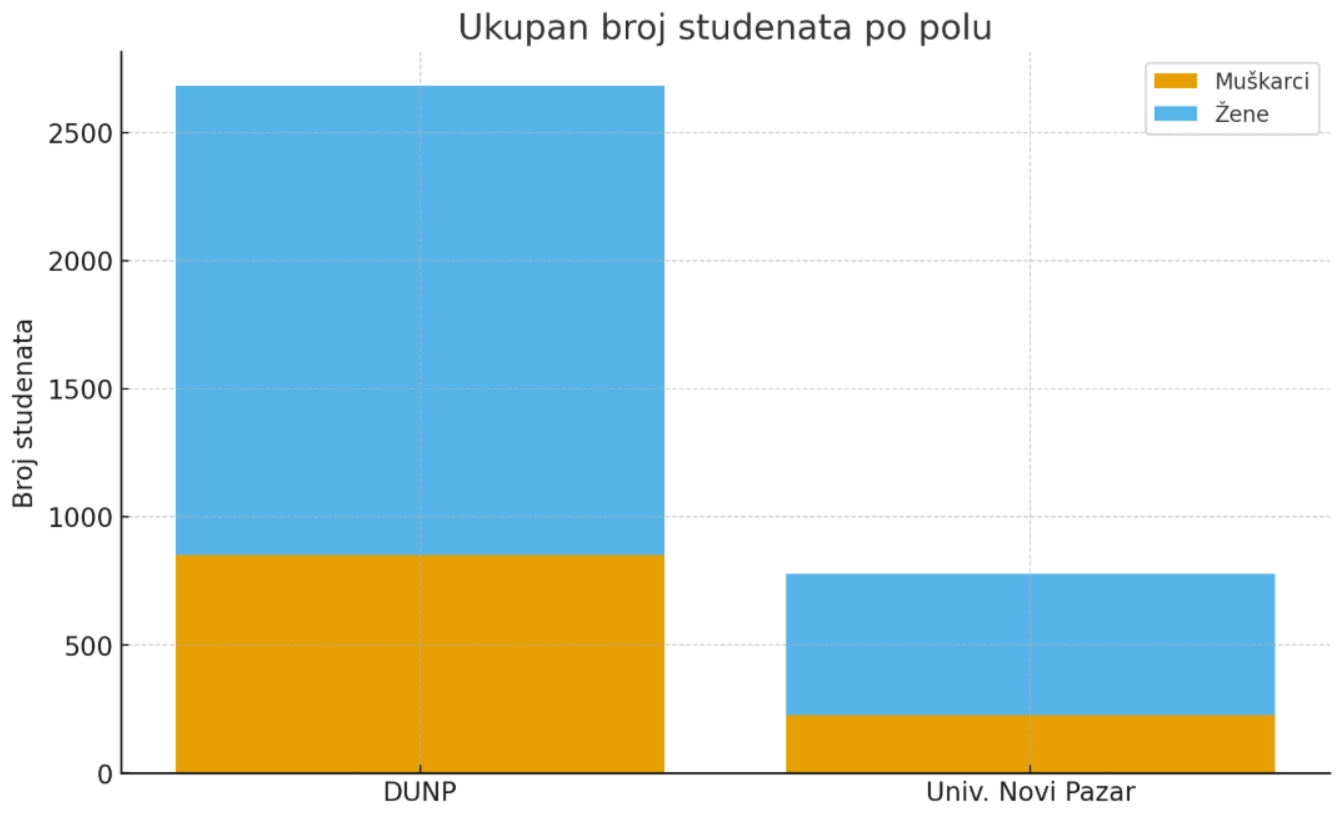 Ukupan broj studenata po polu
Muškarci
Žene
Broj studenata
2500
2000
1500
1000
500
0
DUNP
Univ. Novi Pazar